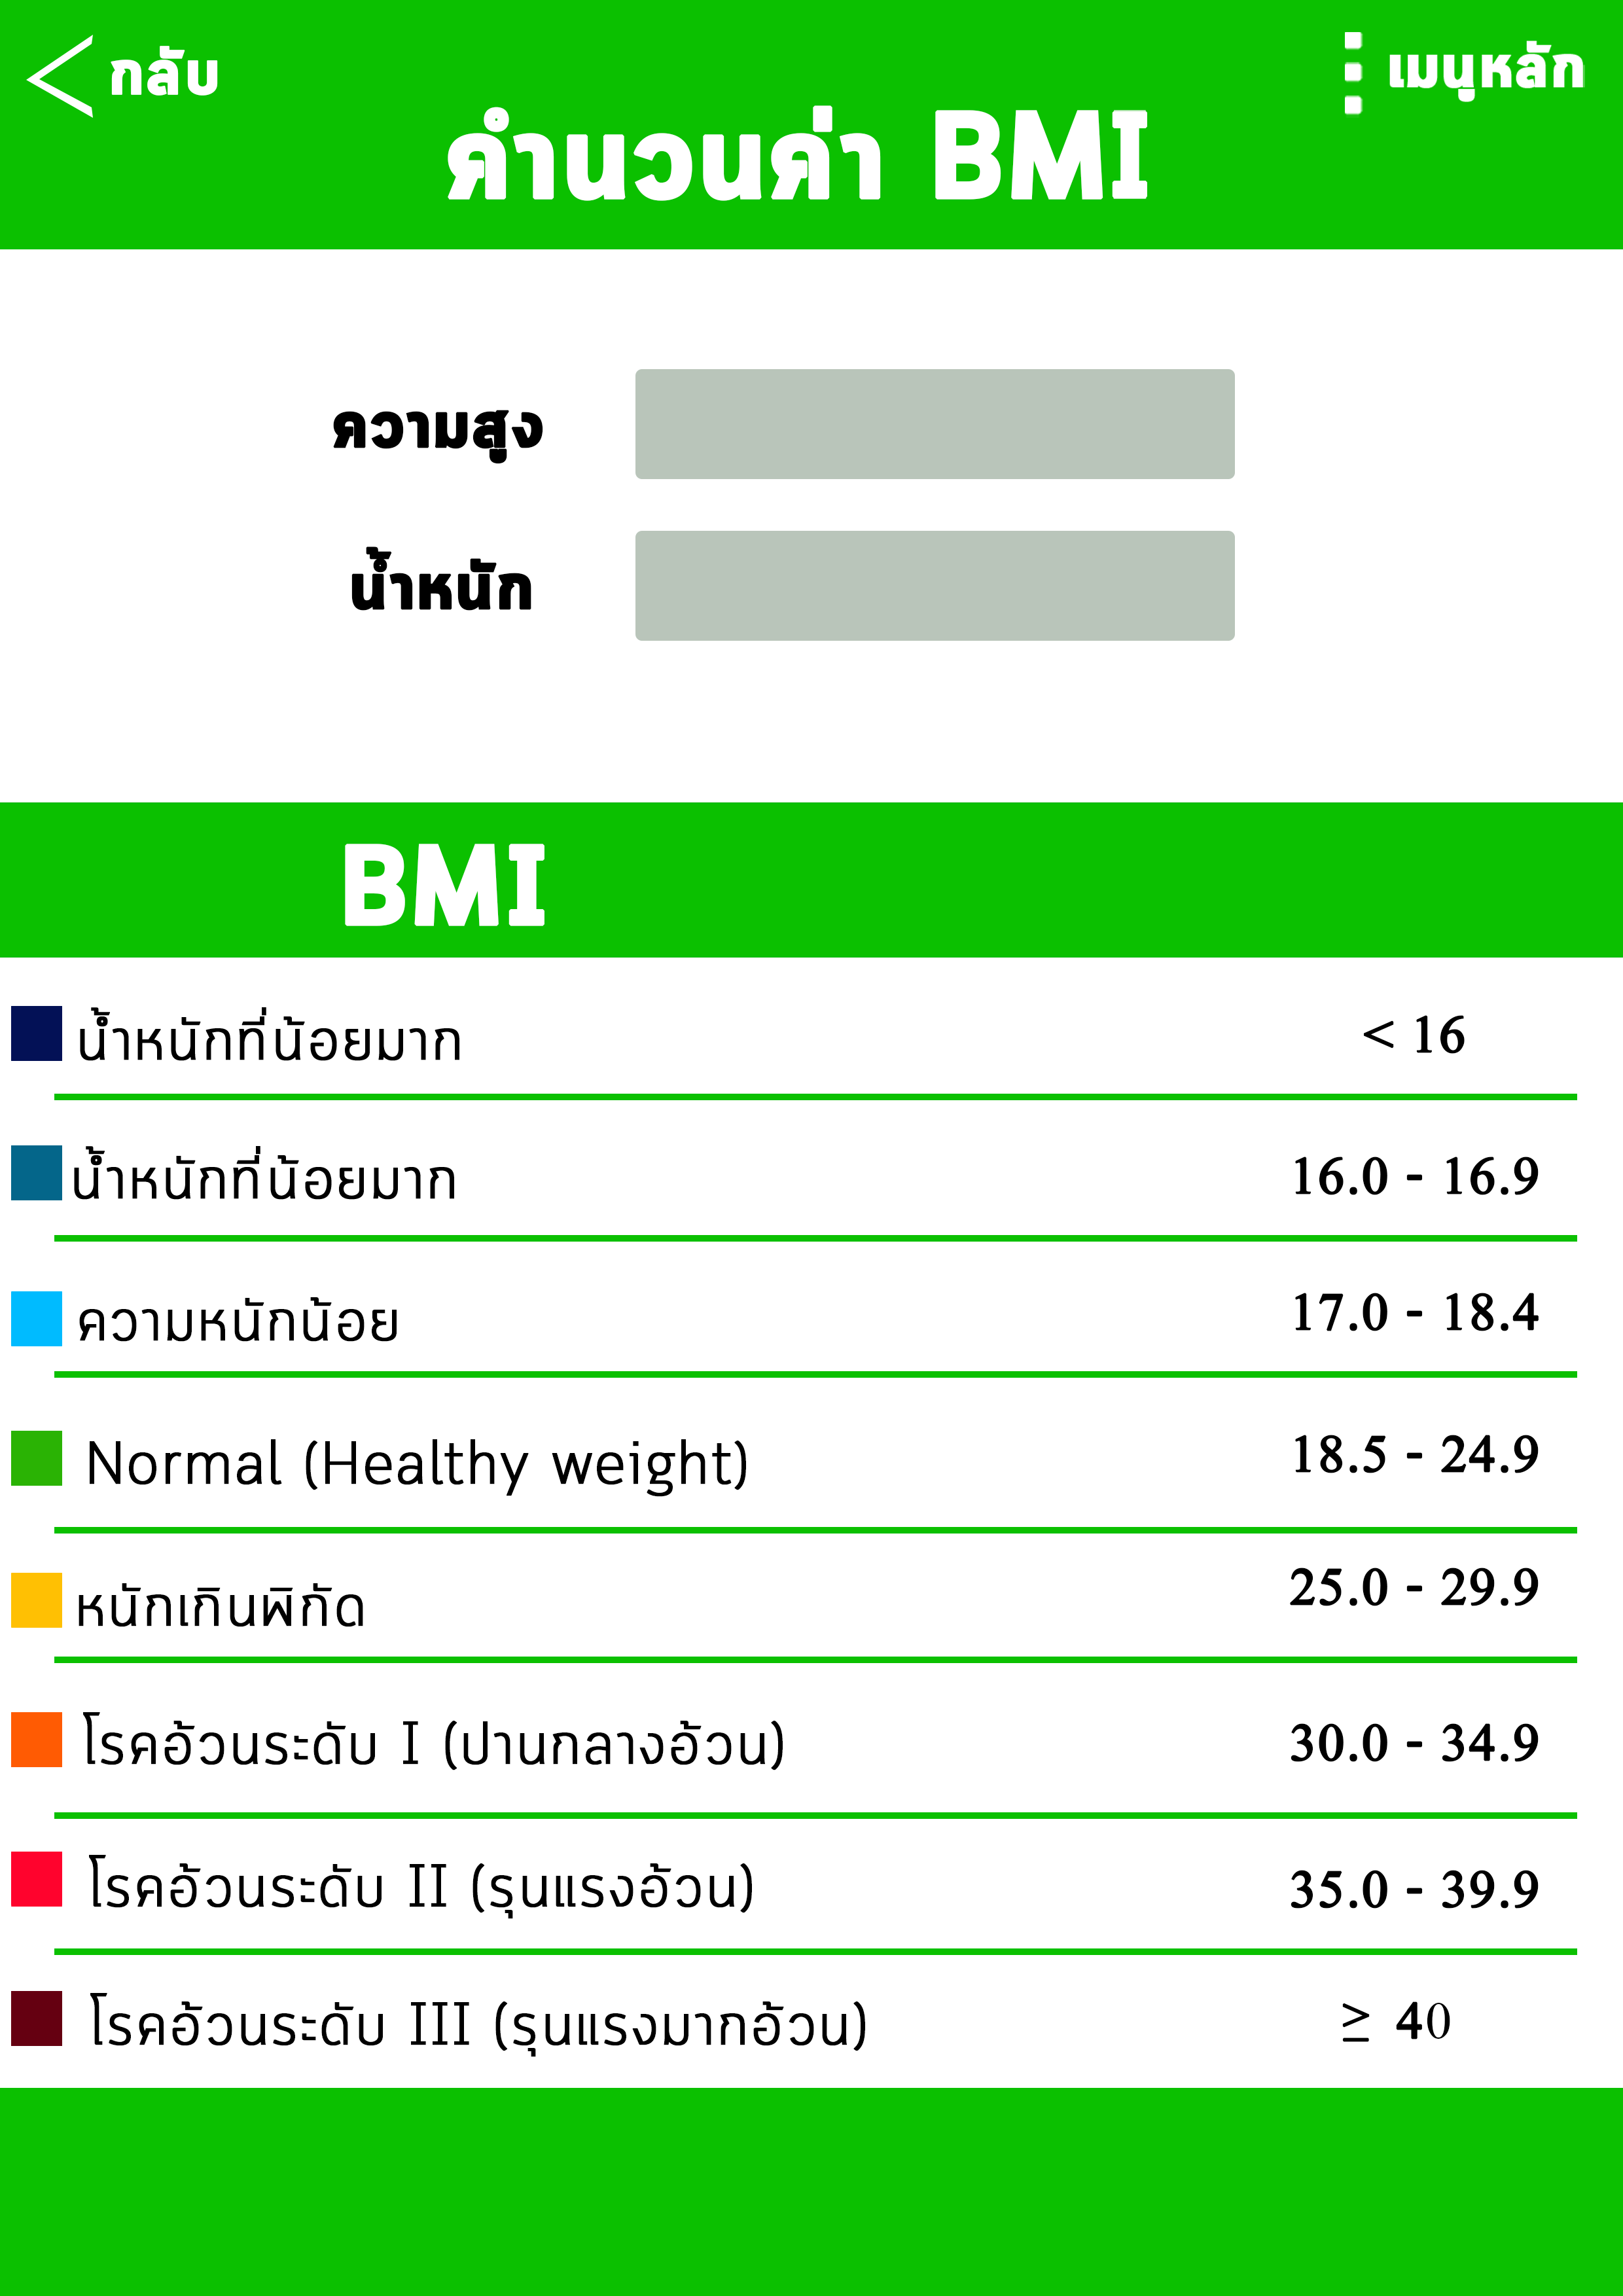 กลับ
เมนูหลัก
คำนวนค่า BMI
ความสูง
น้ำหนัก
BMI
น้ำหนักที่น้อยมาก < 16
น้ำหนักที่น้อยมาก 16.0 - 16.9
ความหนักน้อย 17.0 - 18.4
Normal (Healthy weight) 18.5 - 24.9
หนักเกินพิกัด 25.0 - 29.9
โรคอ้วนระดับ I (ปานกลางอ้วน) 30.0 - 34.9
โรคอ้วนระดับ II (รุนแรงอ้วน) 35.0 - 39.9
โรคอ้วนระดับ III (รุนแรงมากอ้วน) ≥ 40